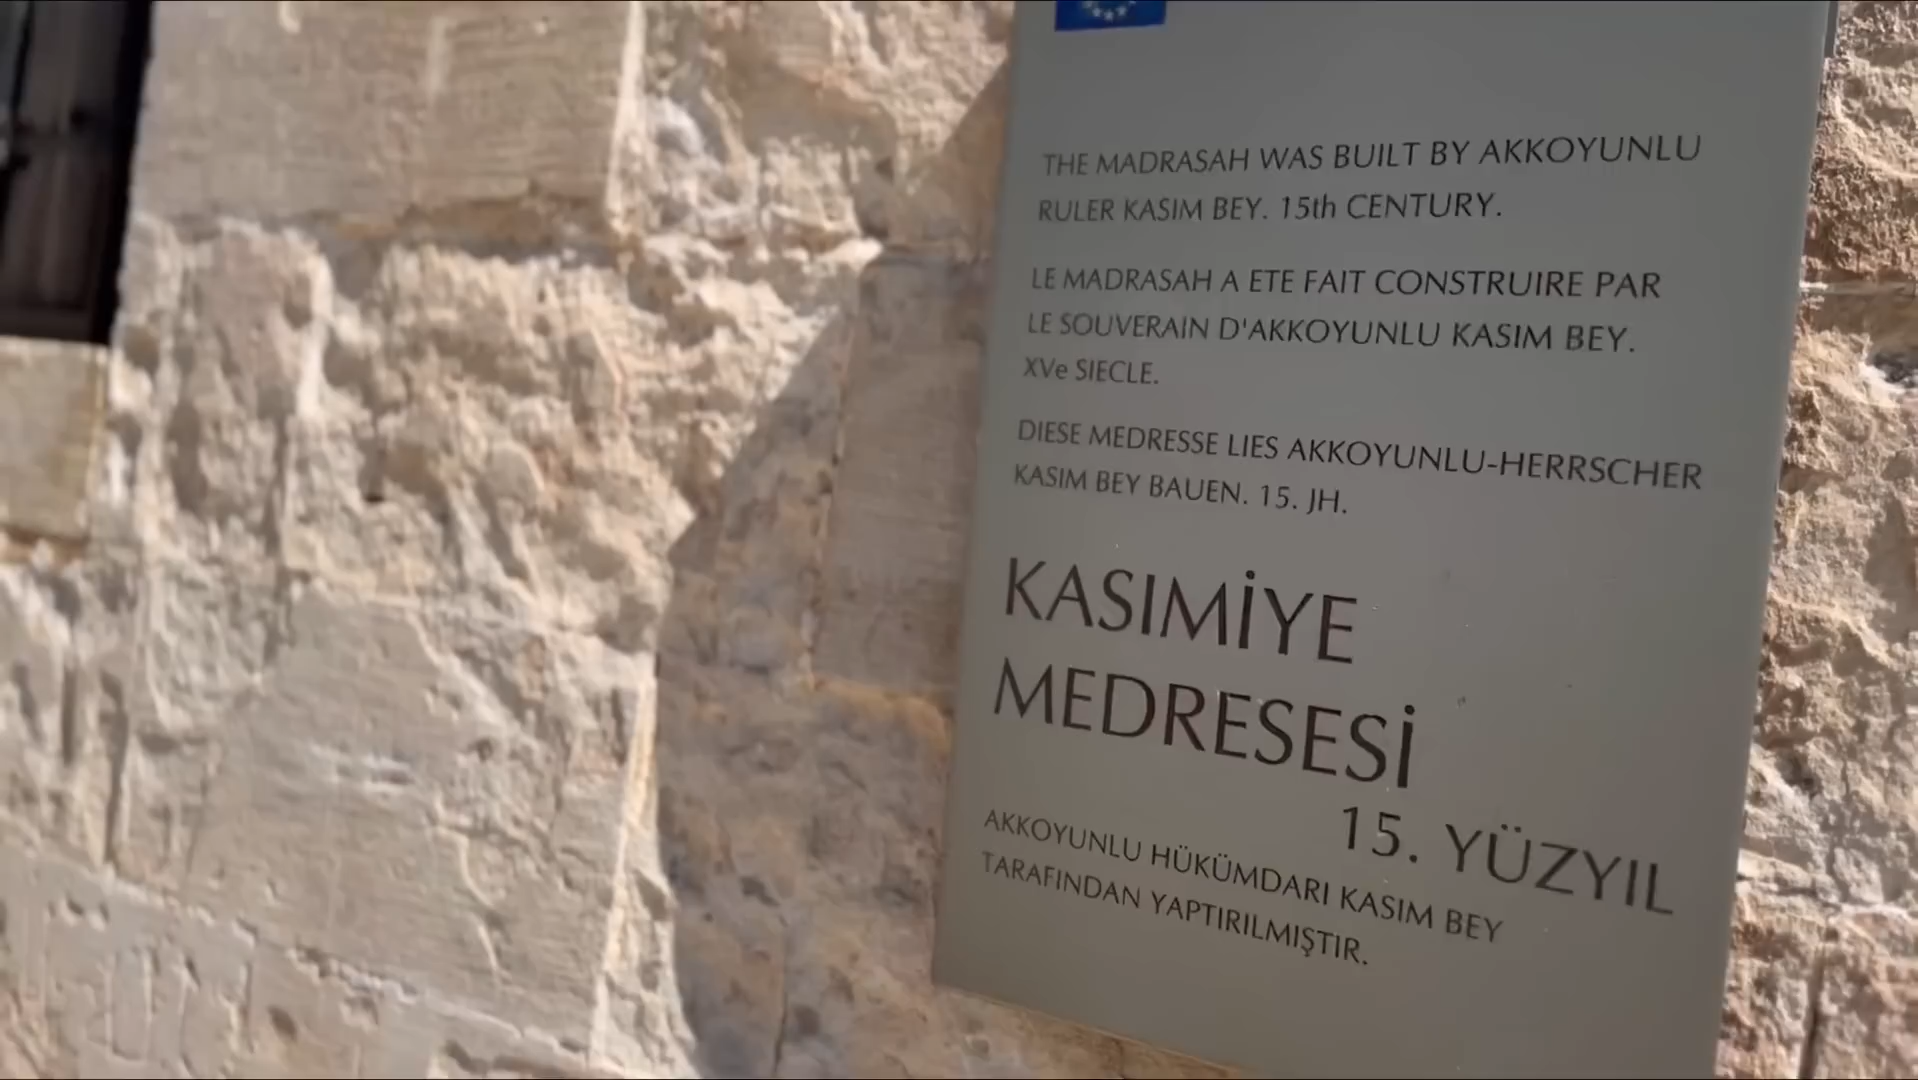 THE MADRASAH WAS BUILT BY AKKOYUNLU
RULER KASIM BEY. 15th CENTURY.
LE MADRASAH A ETE FAIT CONSTRUIRE PAR
LE SOUVERAIN D'AKKOYUNLU KASIM BEY.
XVe SIECLE.
DIESE MEDRESSE LIES AKKOYUNLU-HERRSCHER
KASIM BEY BAUEN. 15. JH.
KASIMİYE
MEDRESESİ
15. YÜZYIL
AKKOYUNLU HÜKÜMDARI KASIM BEY
TARAFINDAN YAPTIRILMIŞTIR.